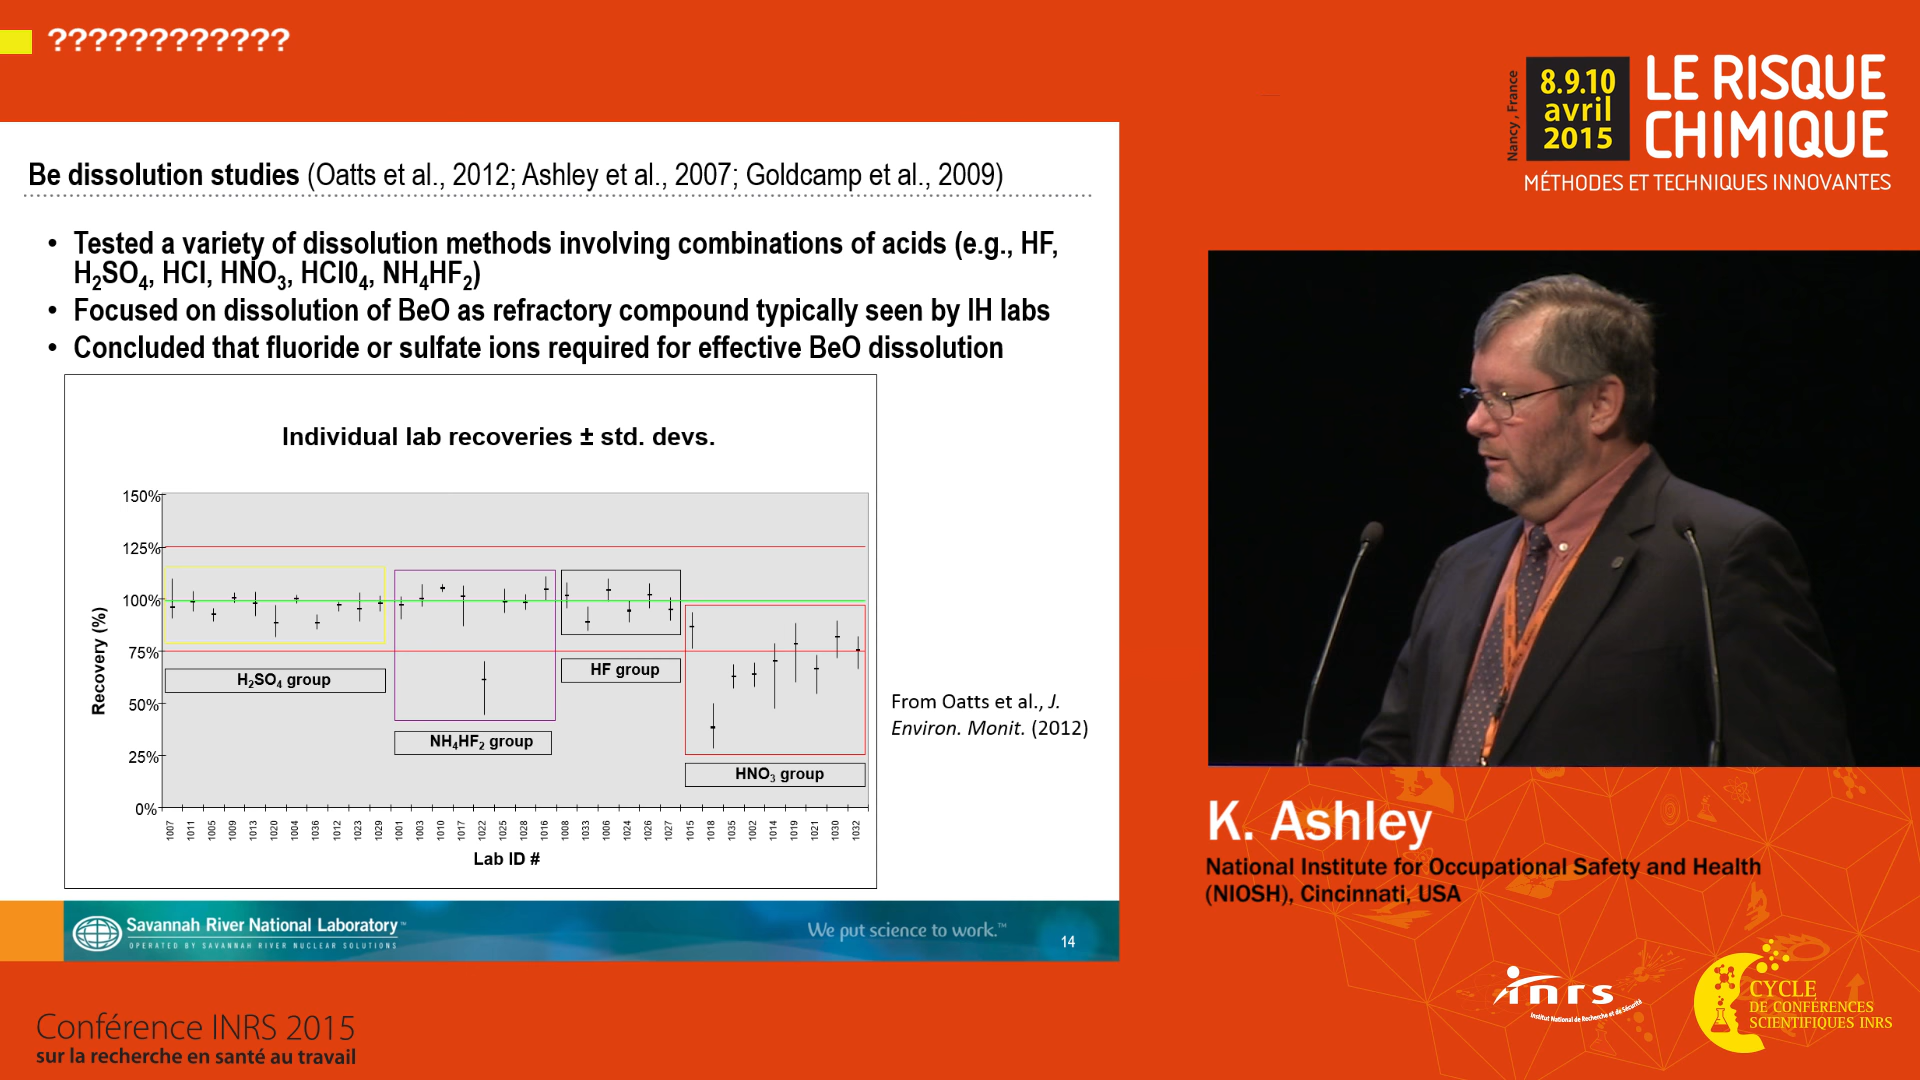 ????????????
Nancy, France
8.9.10
avril
2015
LE RISQUE
CHIMIQUE
MÉTHODES ET TECHNIQUES INNOVANTES
Be dissolution studies (Oatts et al., 2012; Ashley et al., 2007; Goldcamp et al., 2009)
• Tested a variety of dissolution methods involving combinations of acids (e.g., HF,
H₂SO₄, HCl, HNO₃, HCl0₄, NH₄HF₂)
• Focused on dissolution of BeO as refractory compound typically seen by IH labs
• Concluded that fluoride or sulfate ions required for effective BeO dissolution
Individual lab recoveries ± std. devs.
Recovery (%)
150%
125%
100%
75%
50%
25%
0%
H₂SO₄ group
NH₄HF₂ group
HF group
HNO₃ group
1007 1011 1005 1009 1013 1020 1004 1036 1012 1023 1029 1001 1003 1010 1017 1022 1025 1028 1016 1008 1033 1006 1024 1026 1027 1015 1018 1035 1002 1014 1019 1021 1030 1032
Lab ID #
From Oatts et al., J.
Environ. Monit. (2012)
Savannah River National Laboratory™
OPERATED BY SAVANNAH RIVER NUCLEAR SOLUTIONS
We put science to work.™
14
K. Ashley
National Institute for Occupational Safety and Health
(NIOSH), Cincinnati, USA
Conférence INRS 2015
sur la recherche en santé au travail
inrs
Institut National de Recherche et de Sécurité
CYCLE
DE CONFÉRENCES
SCIENTIFIQUES INRS